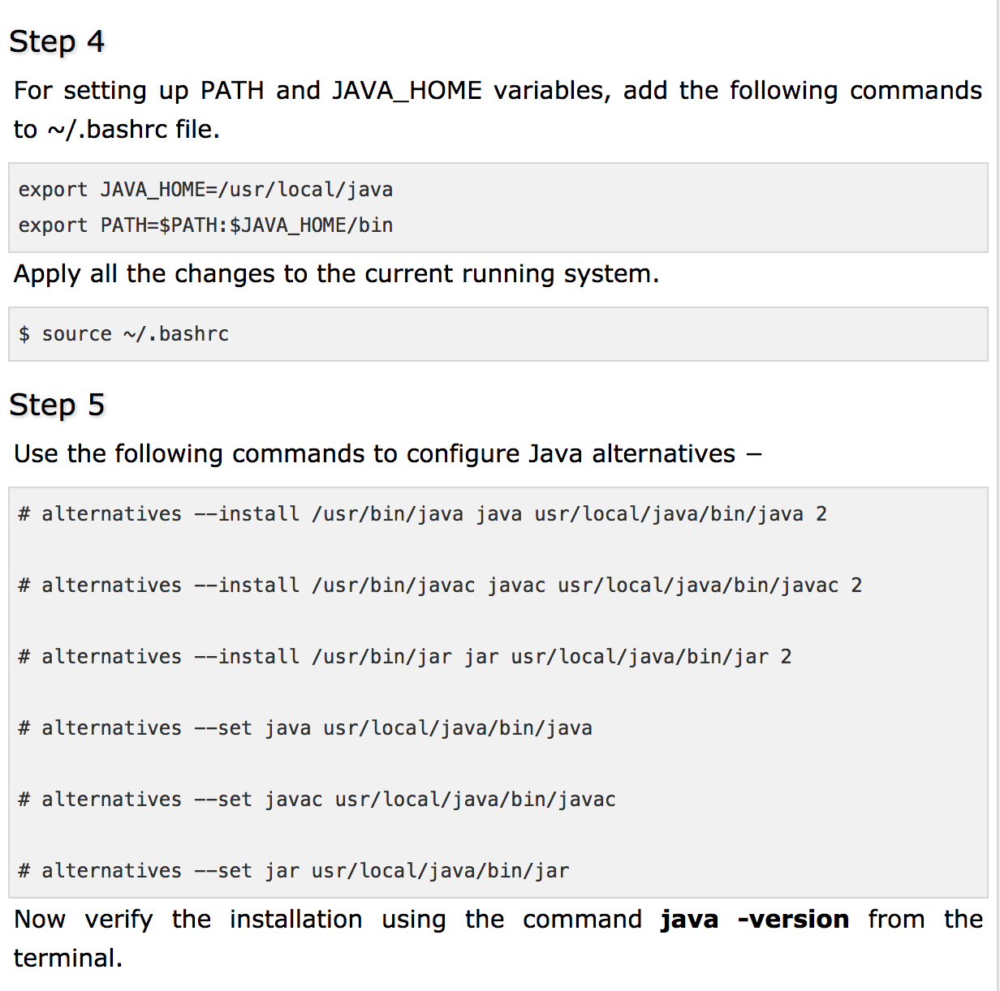 Step 4
For setting up PATH and JAVA_HOME variables, add the following commands
to ~/.bashrc file.
export JAVA_HOME=/usr/local/java
export PATH=$PATH:$JAVA_HOME/bin
Apply all the changes to the current running system.
$ source ~/.bashrc
Step 5
Use the following commands to configure Java alternatives −
# alternatives --install /usr/bin/java java usr/local/java/bin/java 2
# alternatives --install /usr/bin/javac javac usr/local/java/bin/javac 2
# alternatives --install /usr/bin/jar jar usr/local/java/bin/jar 2
# alternatives --set java usr/local/java/bin/java
# alternatives --set javac usr/local/java/bin/javac
# alternatives --set jar usr/local/java/bin/jar
Now verify the installation using the command java -version from the
terminal.